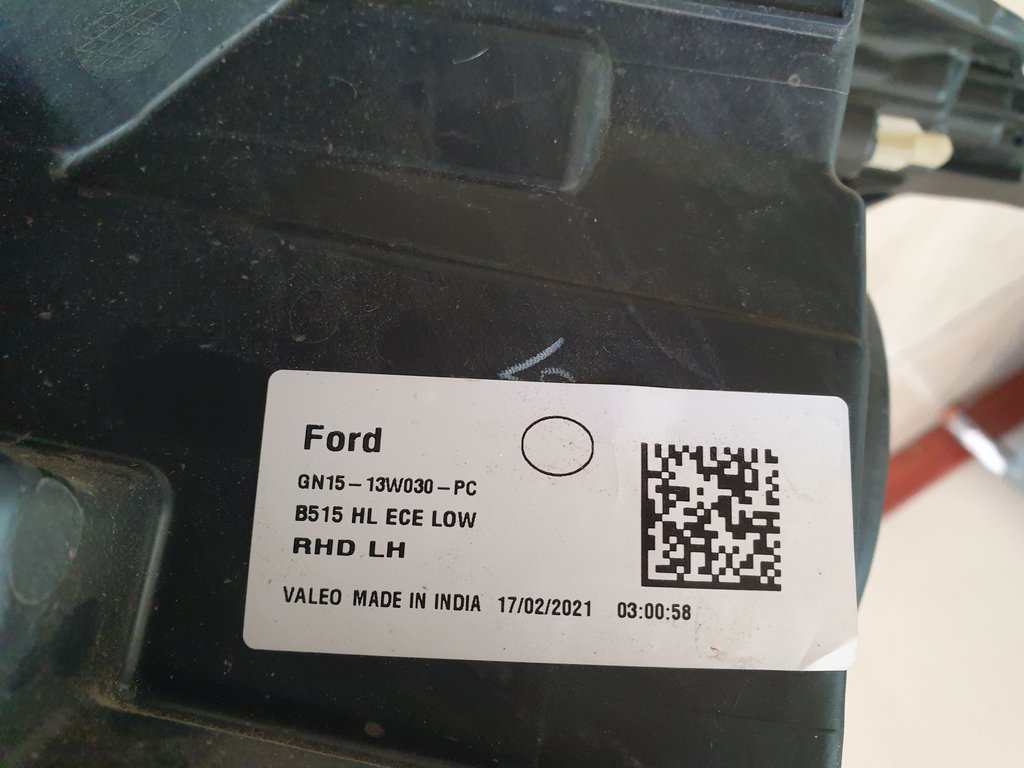 Ford
GN15-13W030-PC
B515 HL ECE LOW
RHD LH
VALEO MADE IN INDIA 17/02/2021 03:00:58